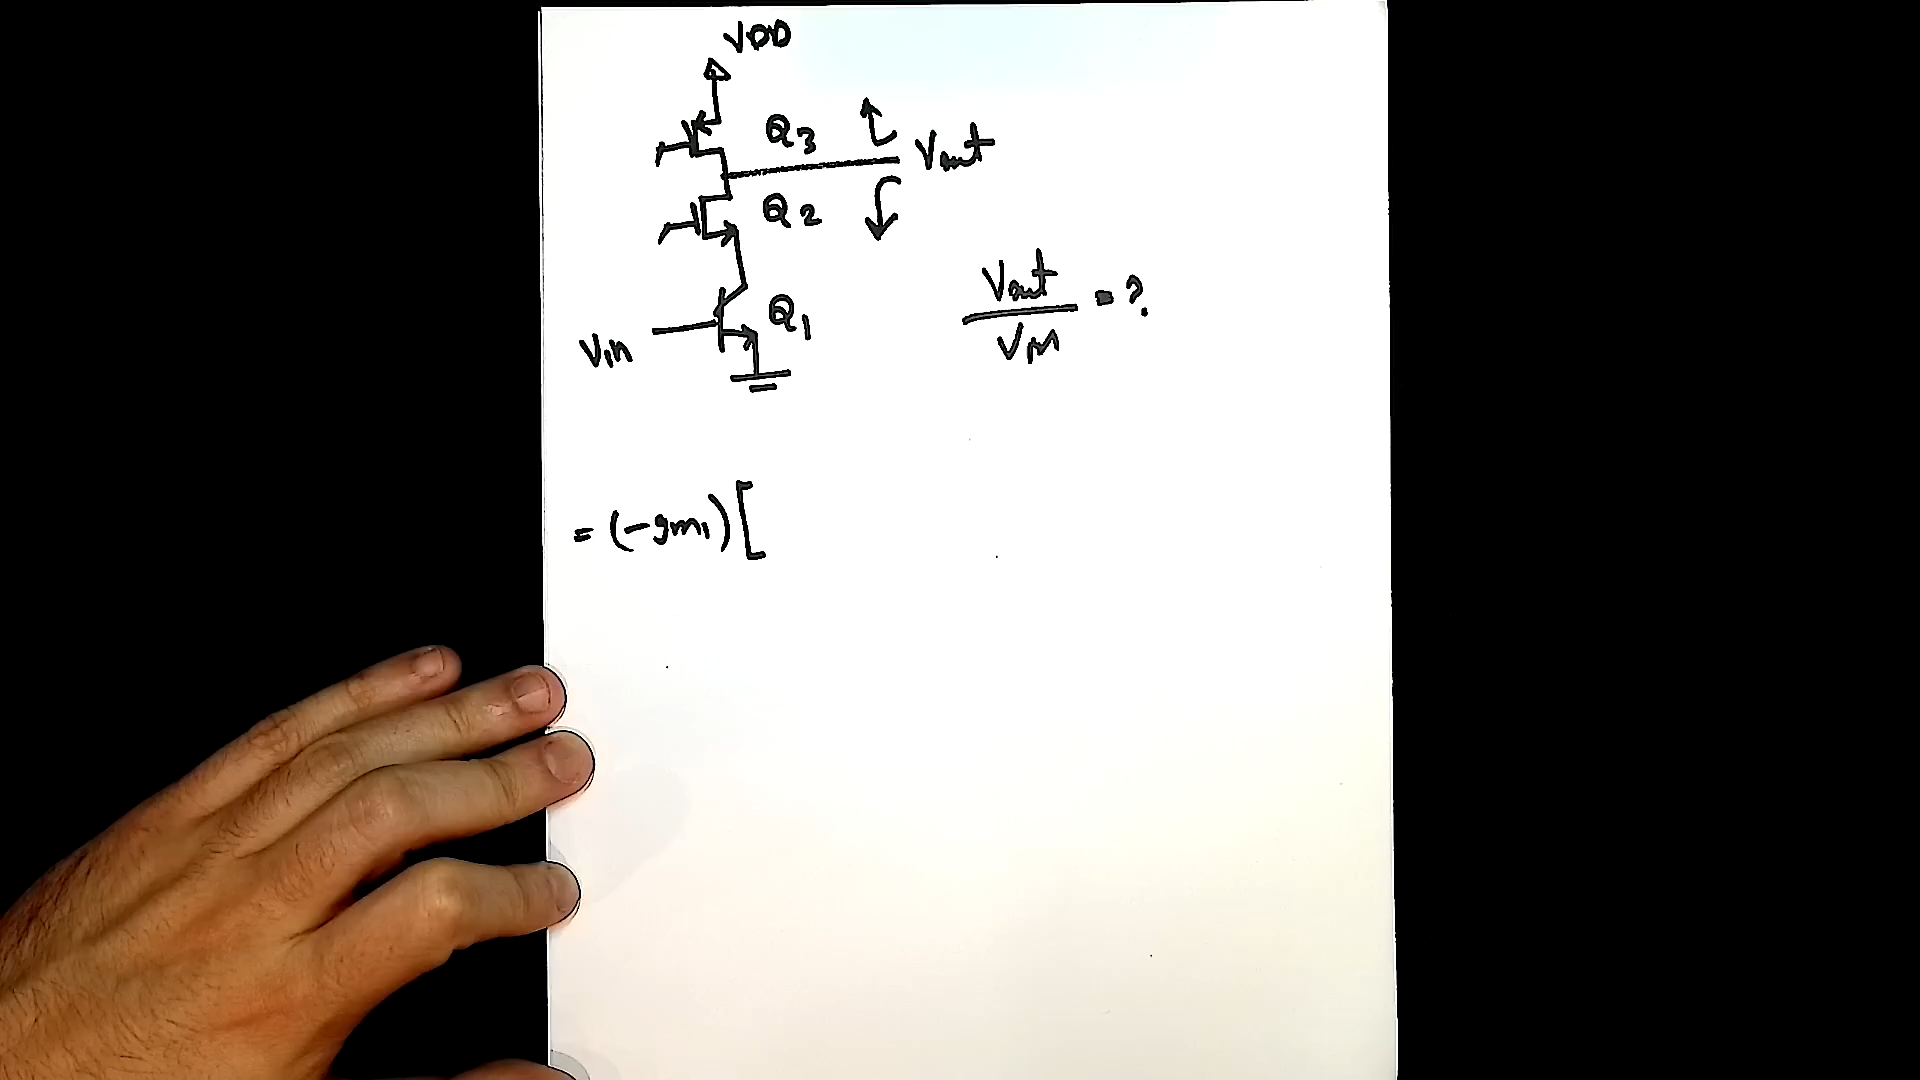 VDD
Q3
Vout
Q2
Vout
Vin
= ?
Q1
Vin
= (-gm1) [